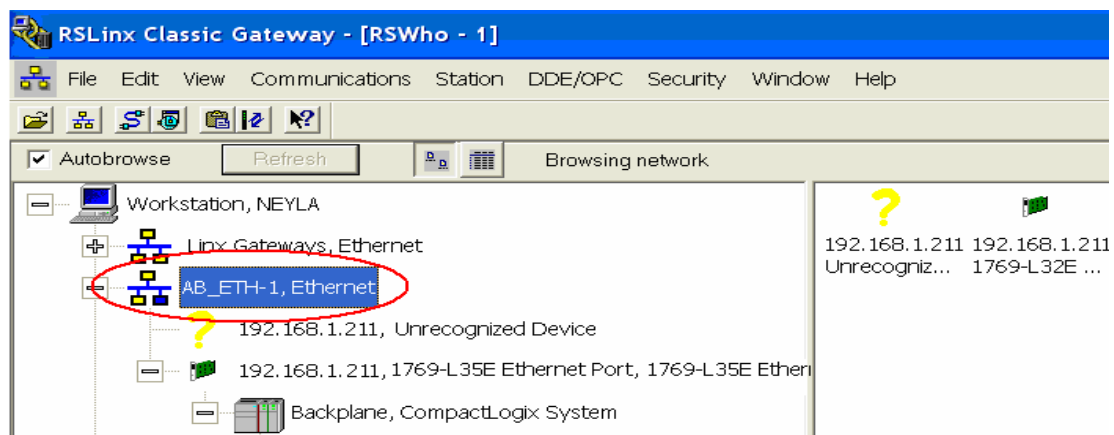 RSLinx Classic Gateway - [RSWho - 1]
File Edit View Communications Station DDE/OPC Security Window Help
Autobrowse Refresh Browsing network
Workstation, NEYLA
Linx Gateways, Ethernet
AB_ETH-1, Ethernet
192.168.1.211, Unrecognized Device
192.168.1.211, 1769-L35E Ethernet Port, 1769-L35E Ether
Backplane, CompactLogix System
192.168.1.211 192.168.1.211
Unrecogniz... 1769-L32E ...